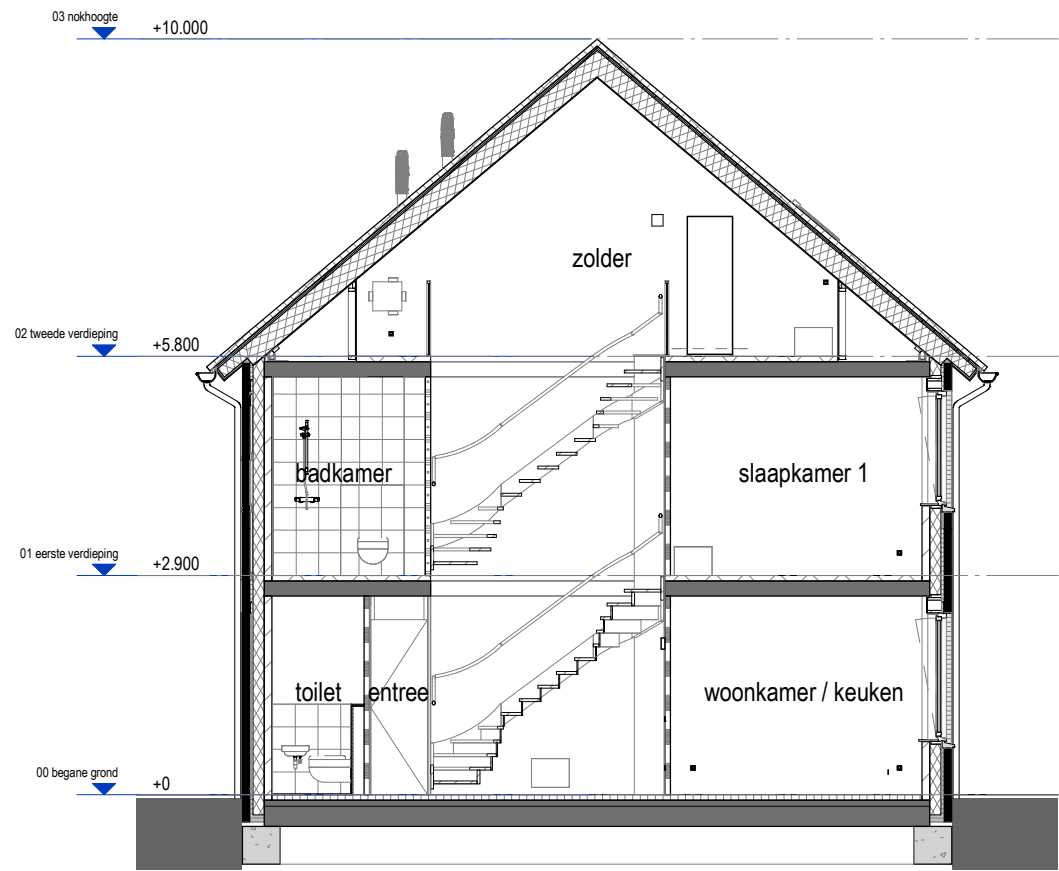 03 nokhoogte
+10.000
zolder
02 tweede verdieping
+5.800
badkamer
slaapkamer 1
01 eerste verdieping
+2.900
toilet
entree
woonkamer / keuken
00 begane grond
+0